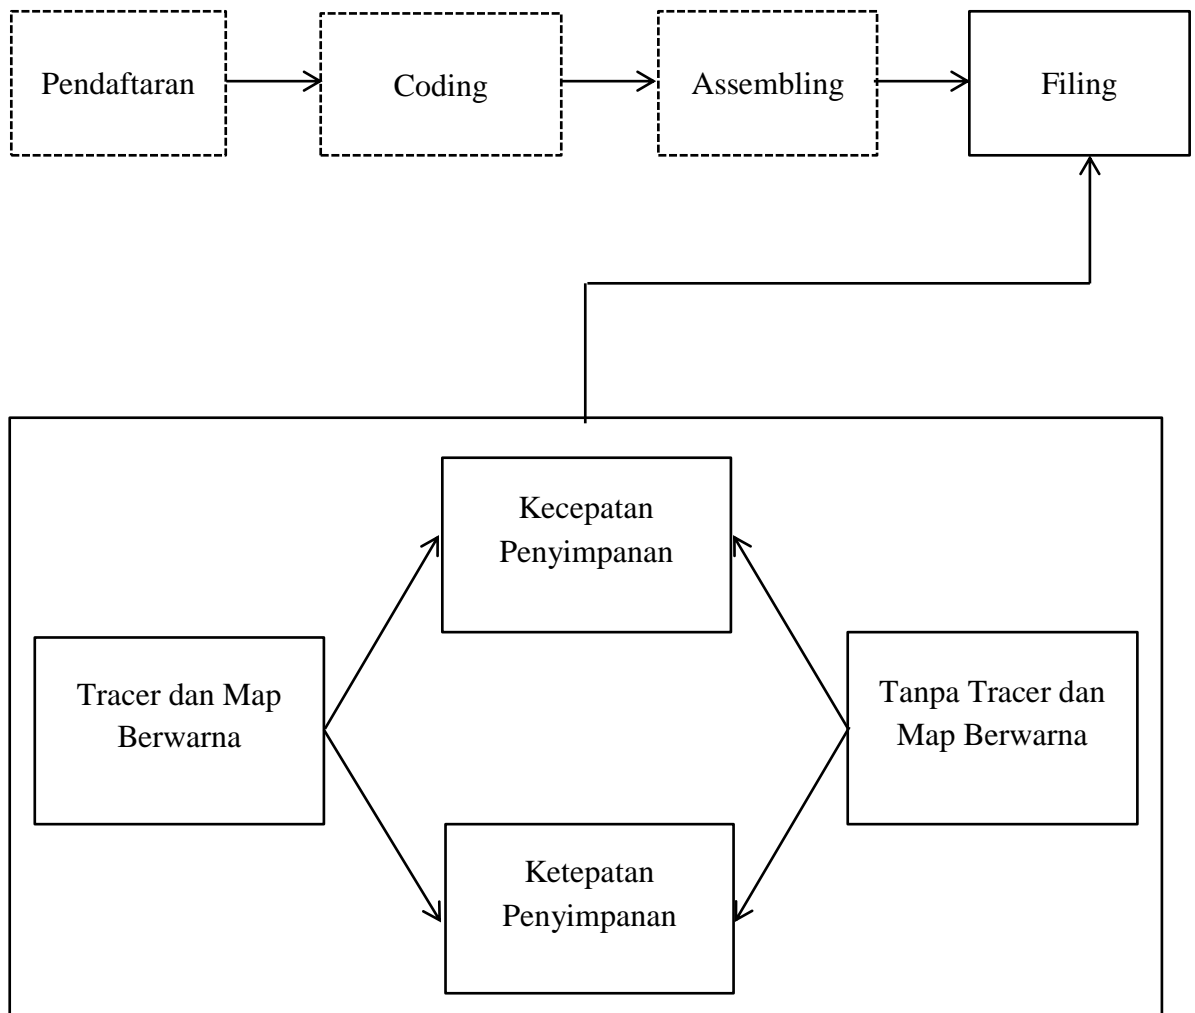 Pendaftaran
Coding
Assembling
Filing
Kecepatan
Penyimpanan
Tracer dan Map
Berwarna
Tanpa Tracer dan
Map Berwarna
Ketepatan
Penyimpanan